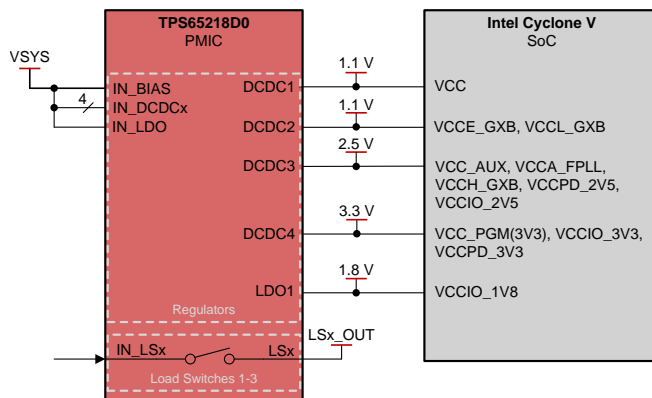 TPS65218D0
PMIC
Intel Cyclone V
SoC
VSYS
IN_BIAS
4
IN_DCDCx
IN_LDO
DCDC1
1.1 V
VCC
DCDC2
1.1 V
VCCE_GXB, VCCL_GXB
DCDC3
2.5 V
VCC_AUX, VCCA_FPLL,
VCCH_GXB, VCCPD_2V5,
VCCIO_2V5
DCDC4
3.3 V
VCC_PGM(3V3), VCCIO_3V3,
VCCPD_3V3
LDO1
1.8 V
VCCIO_1V8
Regulators
IN_LSx
LSx
LSx_OUT
Load Switches 1-3